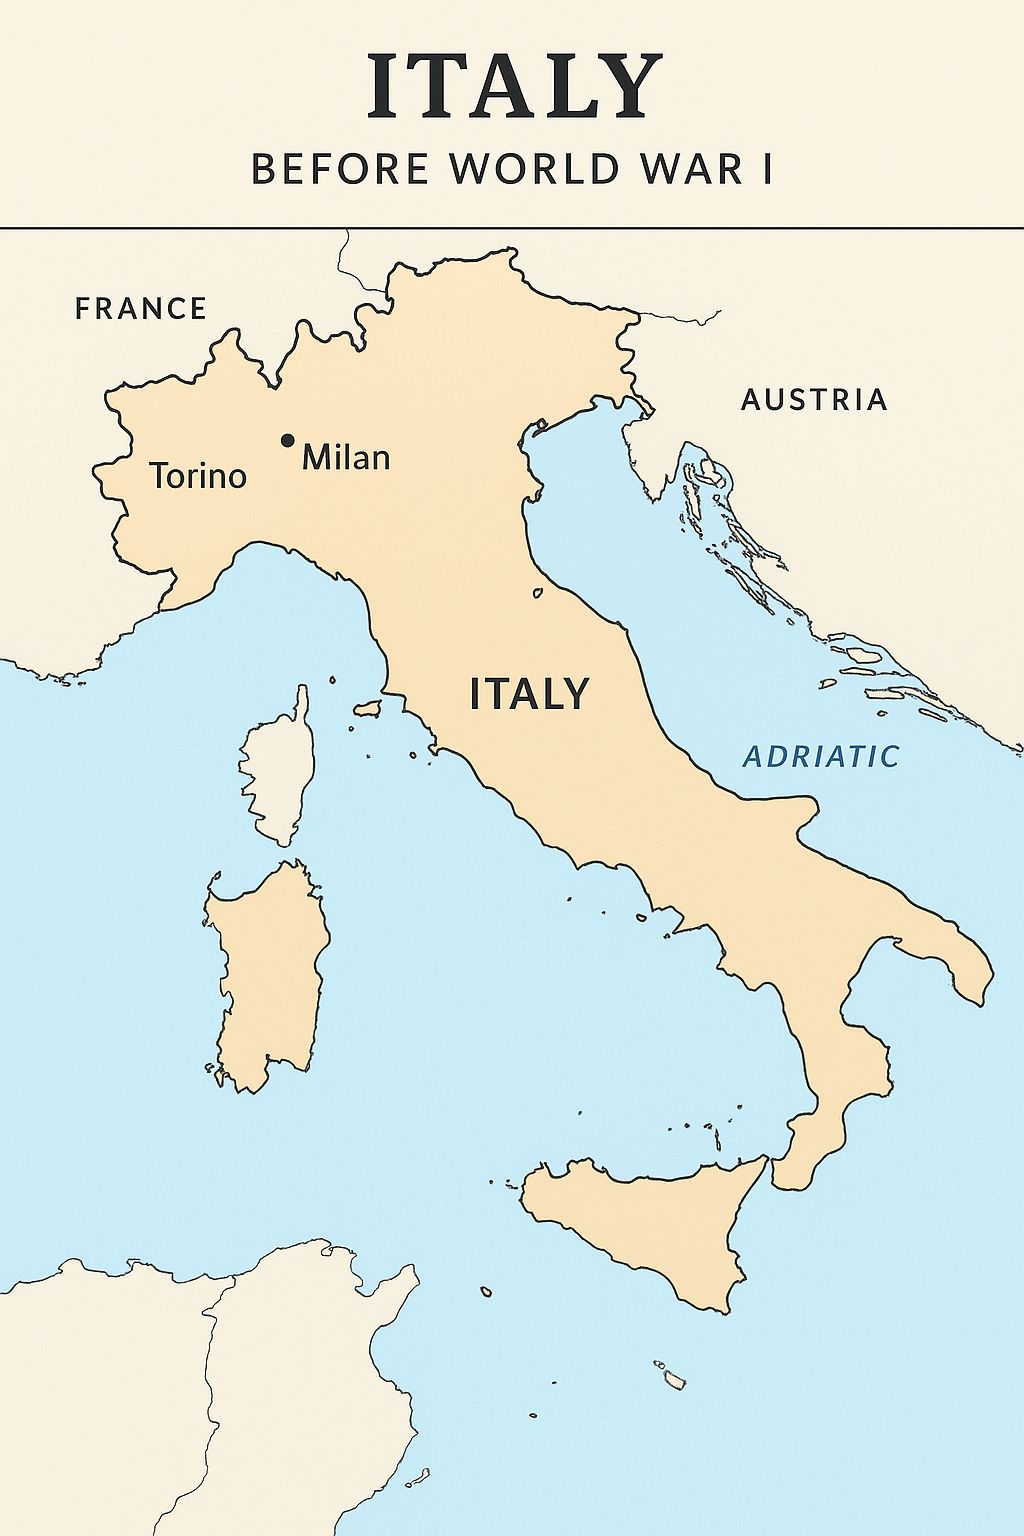 ITALY
BEFORE WORLD WAR I
FRANCE
AUSTRIA
Milan
Torino
ITALY
ADRIATIC